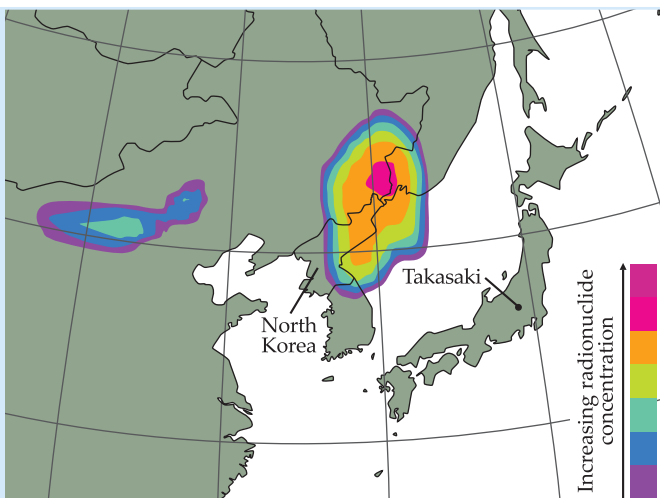 Takasaki
North
Korea
Increasing radionuclide
concentration